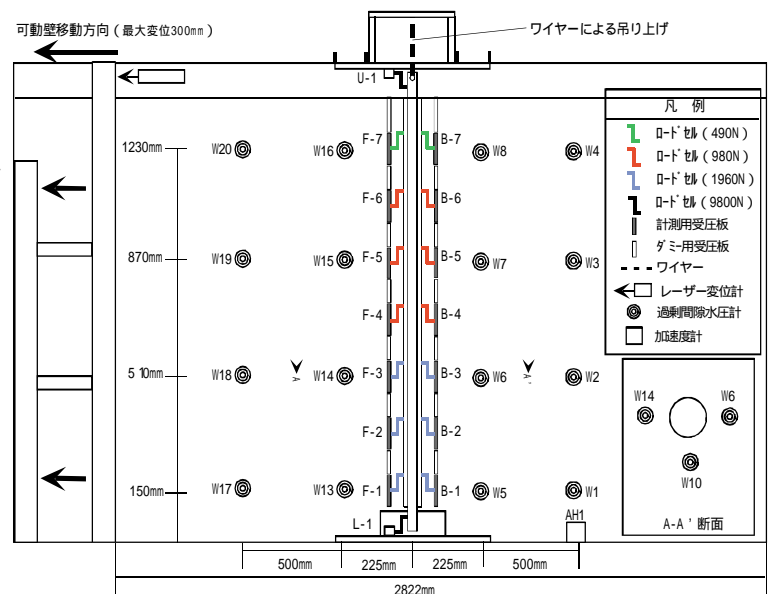 可動壁移動方向(最大変位300mm)
ワイヤーによる吊り上げ
U-1
凡 例
ロードセル(490N)
ロードセル(980N)
ロードセル(1960N)
ロードセル(9800N)
計測用受圧板
ダミー用受圧板
ワイヤー
レーザー変位計
過剰間隙水圧計
加速度計
1230mm W20 W16 F-7 B-7 W8 W4
F-6 B-6
870mm W19 W15 F-5 B-5 W7 W3
F-4 B-4
510mm W18 A W14 F-3 B-3 W6 A' W2
F-2 B-2
150mm W17 W13 F-1 B-1 W5 W1
L-1 AH1
W14 W6
W10
A-A'断面
500mm 225mm 225mm 500mm
2822mm